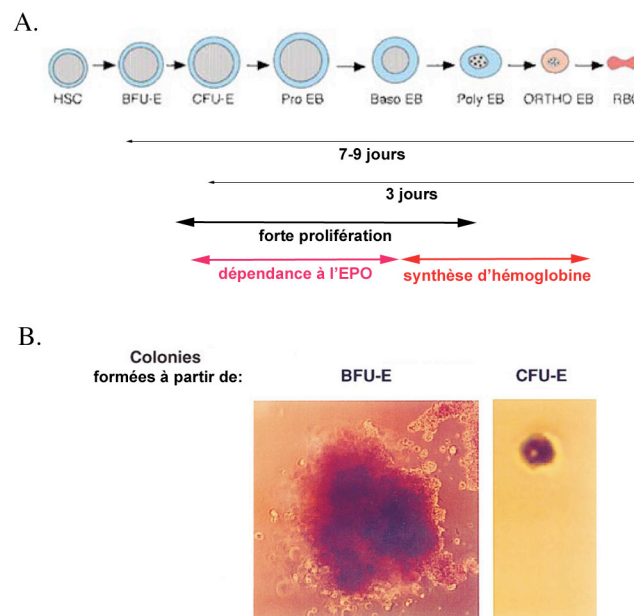 A.
HSC BFU-E CFU-E Pro EB Baso EB Poly EB ORTHO EB RBC
7-9 jours
3 jours
forte prolifération
dépendance à l'EPO synthèse d'hémoglobine
B.
Colonies
formées à partir de: BFU-E CFU-E